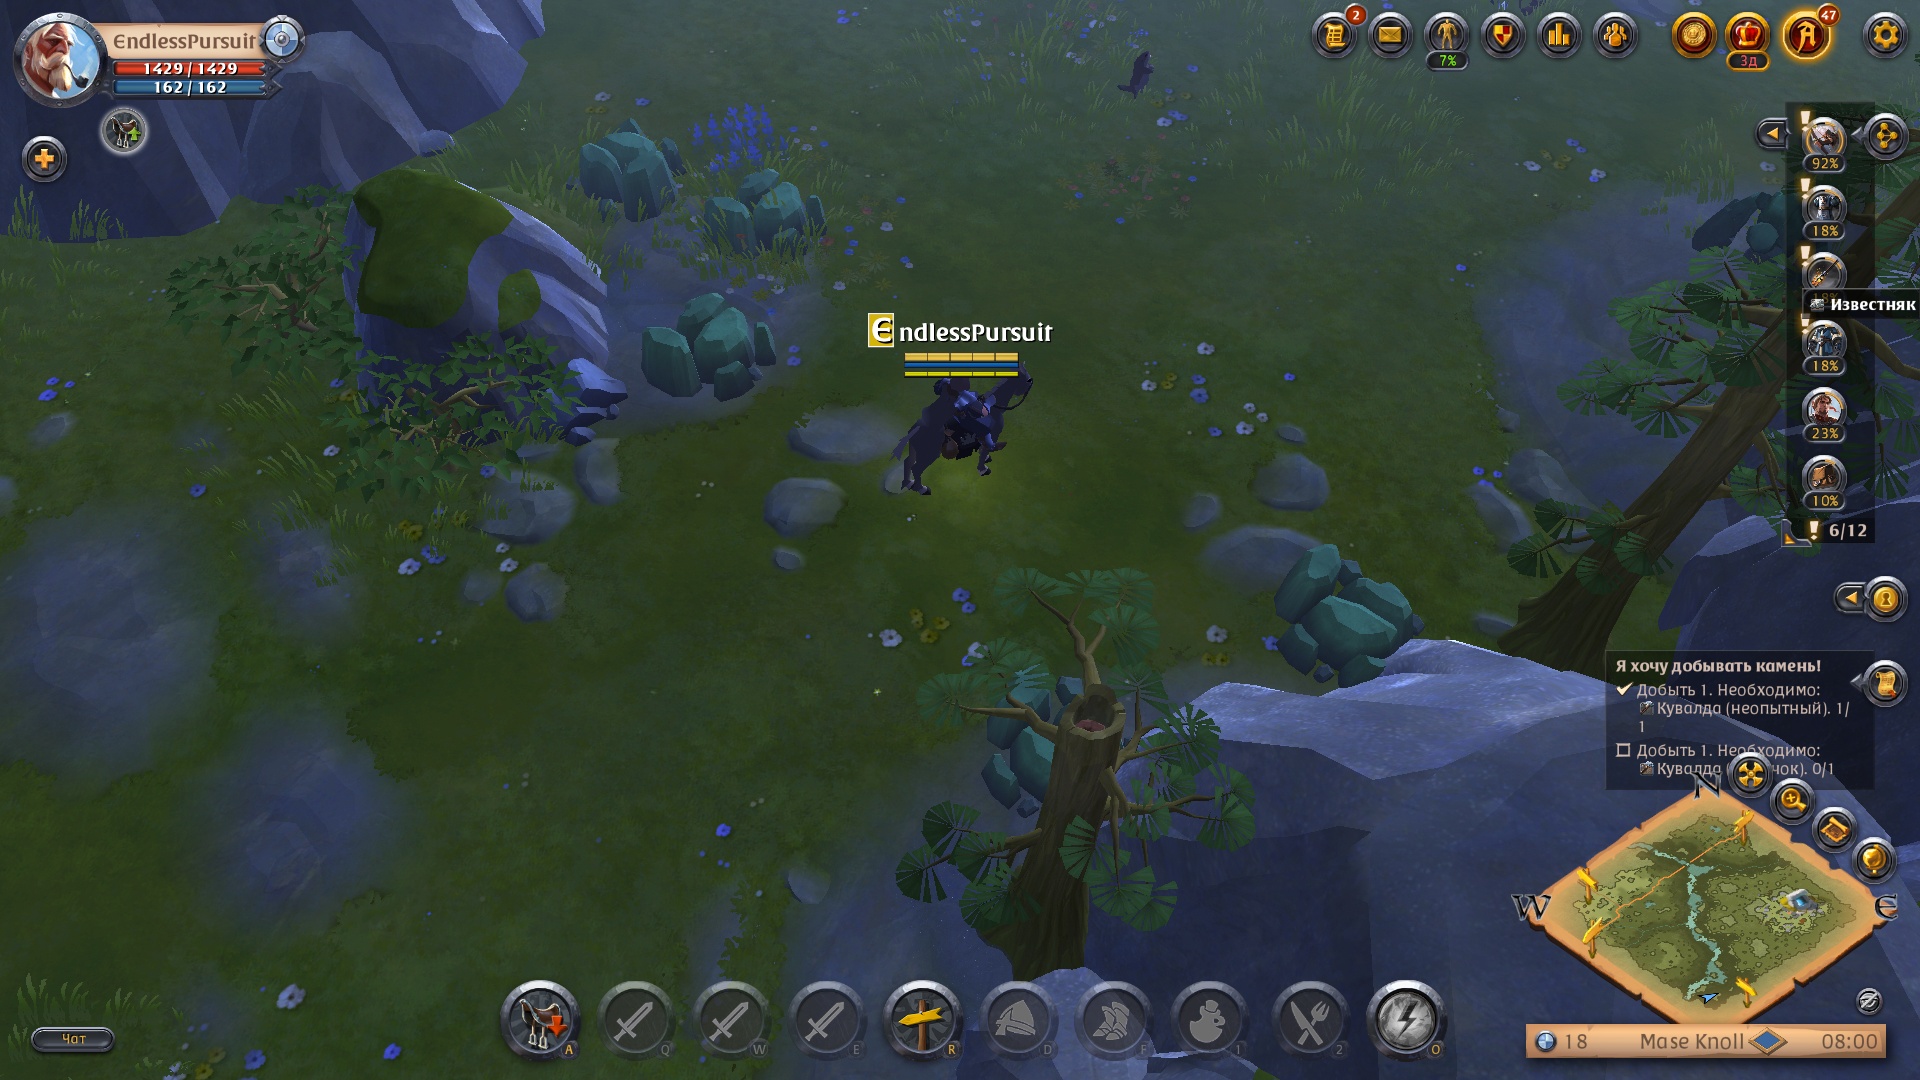 EndlessPursuit
1429 / 1429
162 / 162
2
7%
3д
47
92%
18%
Известняк
18%
23%
10%
6/12
EndlessPursuit
Я хочу добывать камень!
Добыть 1. Необходимо:
Кувалда (неопытный). 1/
1
Добыть 1. Необходимо:
Кувалда 0/1
N
W
E
Чат
A
Q
W
E
R
D
F
1
2
O
18
Mase Knoll
08:00